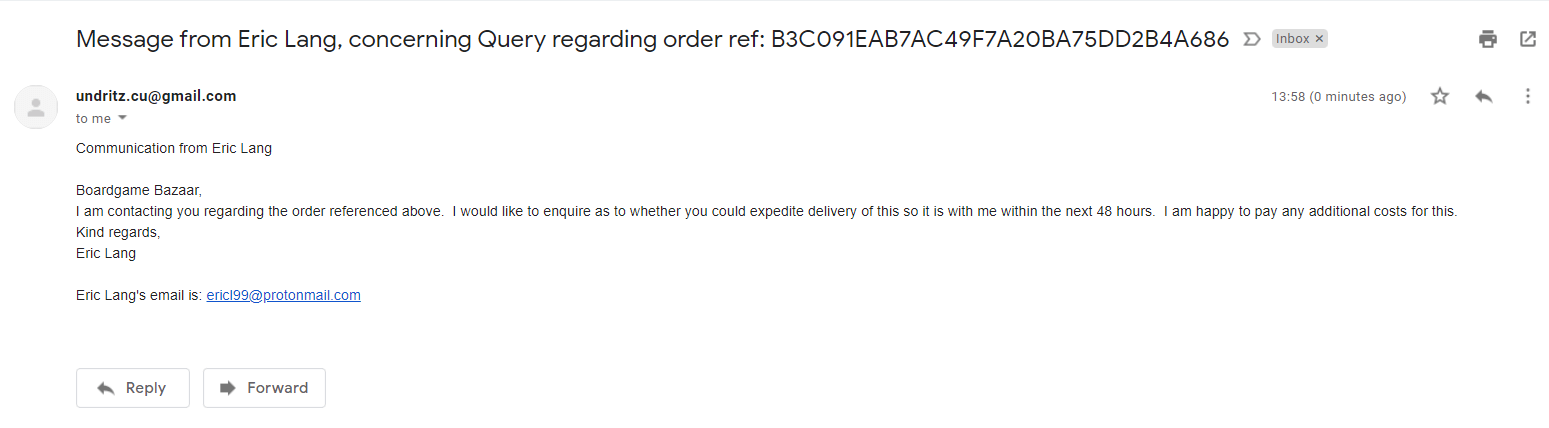 Message from Eric Lang, concerning Query regarding order ref: B3C091EAB7AC49F7A20BA75DD2B4A686 Inbox ×
undritz.cu@gmail.com 13:58 (0 minutes ago)
to me
Communication from Eric Lang
Boardgame Bazaar,
I am contacting you regarding the order referenced above.  I would like to enquire as to whether you could expedite delivery of this so it is with me within the next 48 hours.  I am happy to pay any additional costs for this.
Kind regards,
Eric Lang
Eric Lang's email is: ericl99@protonmail.com
Reply Forward